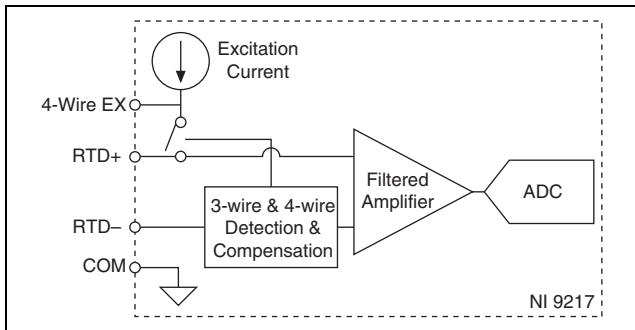 Excitation
Current
4-Wire EX
RTD+
RTD–
COM
3-wire & 4-wire
Detection &
Compensation
Filtered
Amplifier
ADC
NI 9217